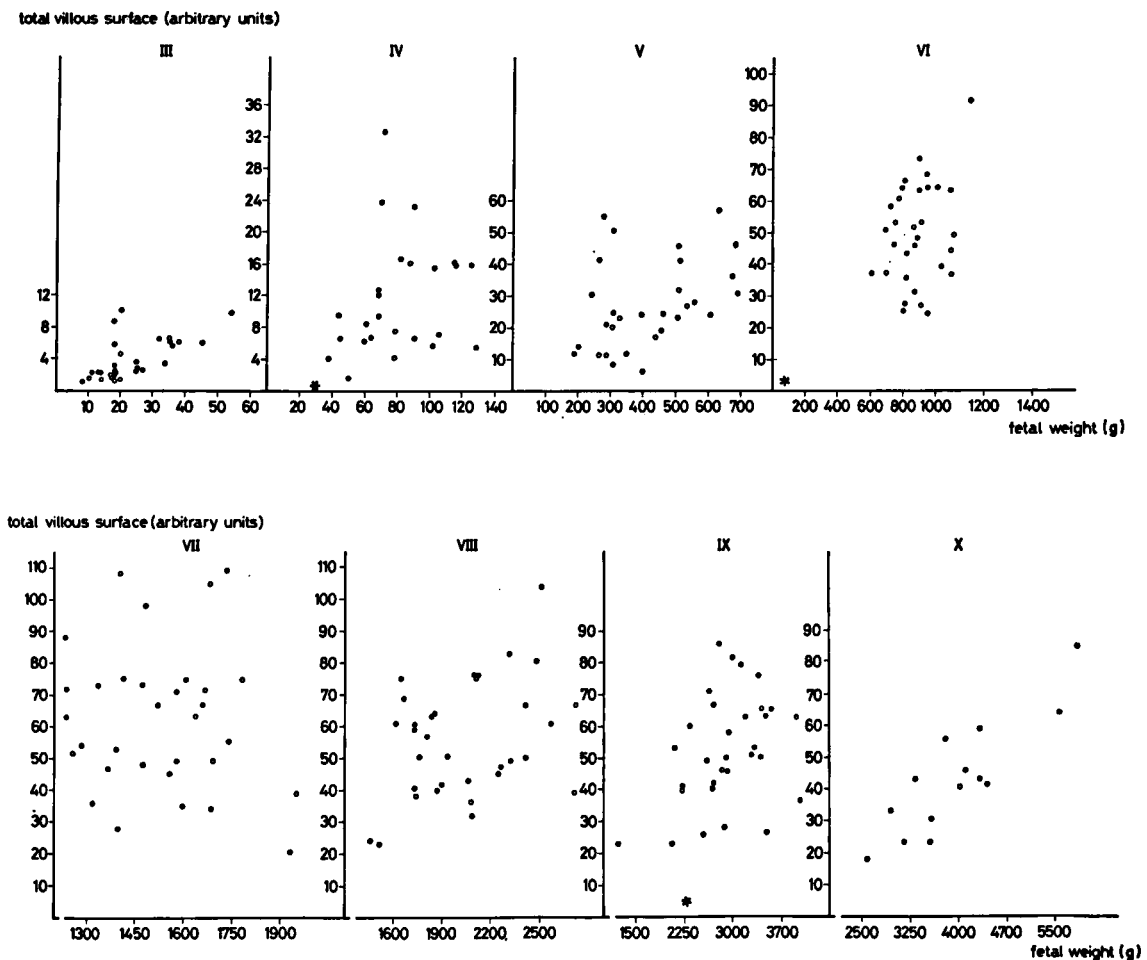 total villous surface (arbitrary units)
III IV V VI
12 8 4
10 20 30 40 50 60
36 32 28 24 20 16 12 8 4
20 40 60 80 100 120 140
60 50 40 30 20 10
100 200 300 400 500 600 700
100 90 80 70 60 50 40 30 20 10
200 400 600 800 1000 1400
fetal weight (g)
total villous surface (arbitrary units)
VII VIII IX X
110 100 90 80 70 60 50 40 30 20 10
1300 1450 1600 1750 1900
110 100 90 80 70 60 50 40 30 20 10
1600 1900 2200 2500
90 80 70 60 50 40 30 20 10
1500 2250 3000 3700
90 80 70 60 50 40 30 20 10
2500 3250 4000 4700 5500
fetal weight (g)